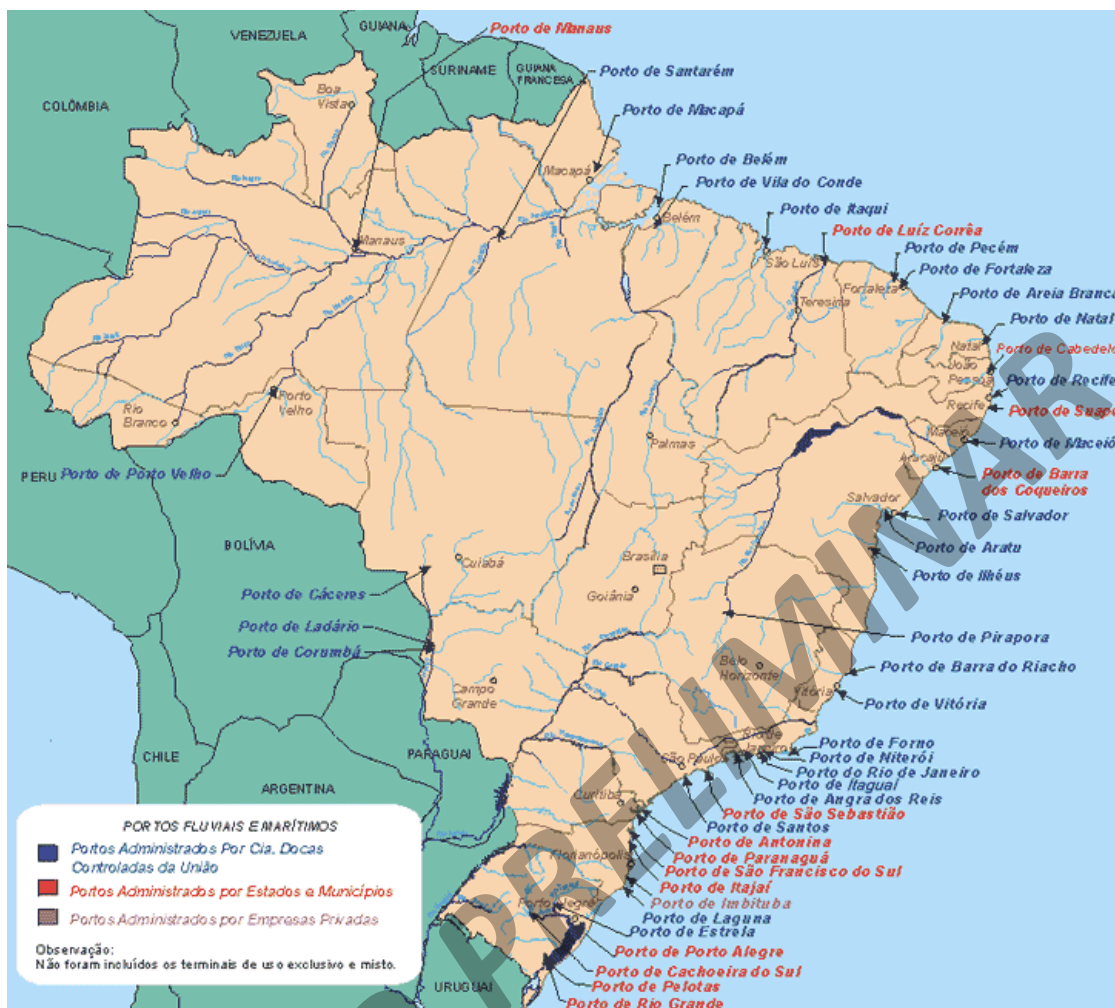 VENEZUELA
GUIANA
Porto de Manaus
SURINAME
GUIANA
FRANCESA
COLÔMBIA
Boa
Vista
Porto de Santarém
Porto de Macapá
Macapá
Porto de Belém
Porto de Vila do Conde
Belém
Porto de Itaqui
Porto de Luíz Corrêa
Manaus
São Luís
Porto de Pecém
Fortaleza
Porto de Fortaleza
Teresina
Porto de Areia Branca
Porto de Natal
Natal
Porto de Cabedelo
João
Pessoa
Porto de Recife
Recife
Porto de Suape
Porto
Velho
Rio
Branco
Palmas
Maceió
Porto de Maceió
Aracaju
PERU
Porto de Pôrto Velho
Porto de Barra
dos Coqueiros
Salvador
Porto de Salvador
BOLÍVIA
Porto de Aratu
Cuiabá
Brasília
Porto de Ilhéus
Goiânia
Porto de Cáceres
Porto de Ladário
Porto de Pirapora
Porto de Corumbá
Belo
Horizonte
Porto de Barra do Riacho
Campo
Grande
Vitória
Porto de Vitória
CHILE
PARAGUAI
Rio de
Janeiro
Porto de Forno
São Paulo
Porto de Niterói
Porto do Rio de Janeiro
Porto de Itaguaí
ARGENTINA
Curitiba
Porto de Angra dos Reis
Porto de São Sebastião
Porto de Santos
Porto de Antonina
Florianópolis
Porto de Paranaguá
Porto de São Francisco do Sul
Porto de Itajaí
Porto de Imbituba
Porto Alegre
Porto de Laguna
Porto de Estrela
Porto de Porto Alegre
Porto de Cachoeira do Sul
URUGUAI
Porto de Pelotas
Porto de Rio Grande
PORTOS FLUVIAIS E MARÍTIMOS
Portos Administrados Por Cia. Docas
Controladas da União
Portos Administrados por Estados e Municípios
Portos Administrados por Empresas Privadas
Observação:
Não foram incluídos os terminais de uso exclusivo e misto.
PRELIMINAR